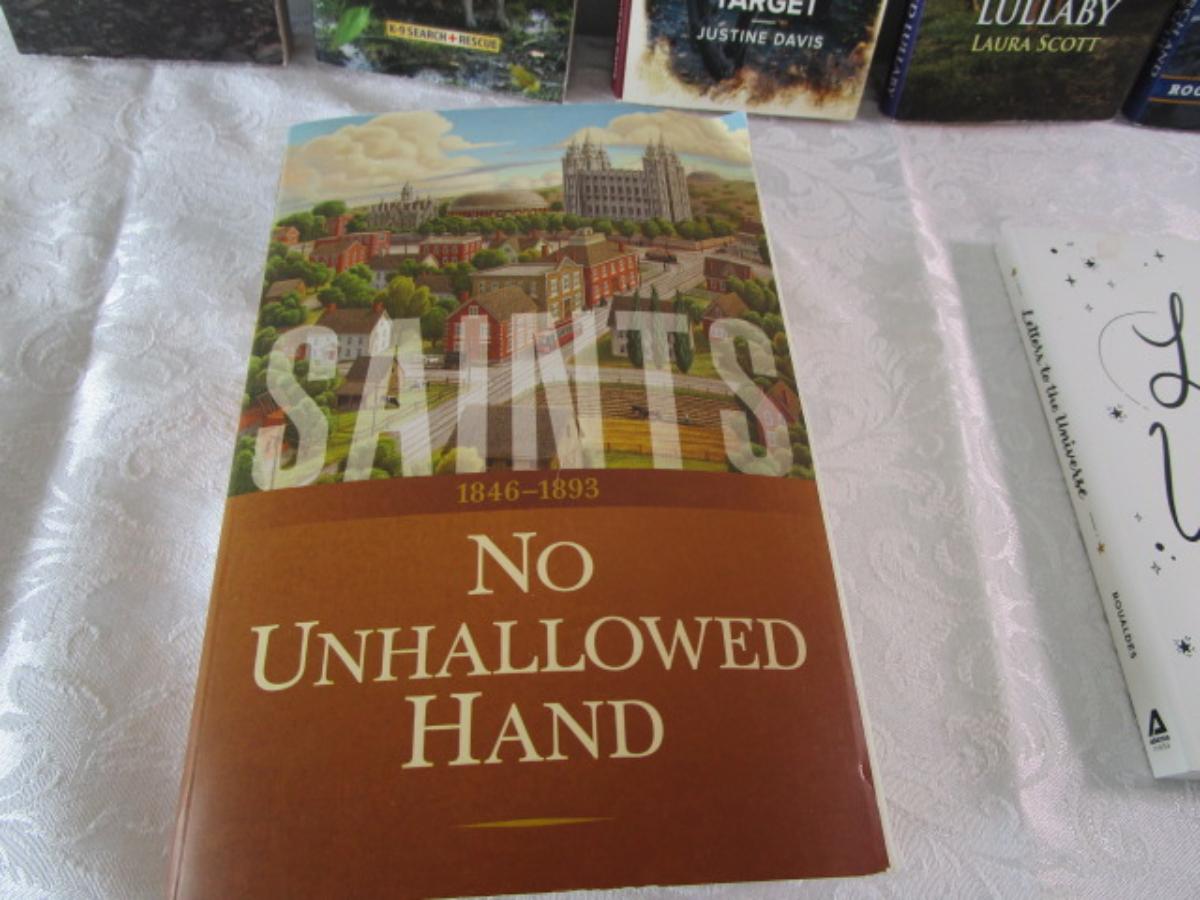 K-9 SEARCH + RESCUE
TARGET
JUSTINE DAVIS
LULLABY
LAURA SCOTT
SAINTS
1846–1893
NO
UNHALLOWED
HAND
Letters to the Universe
ROUALDES